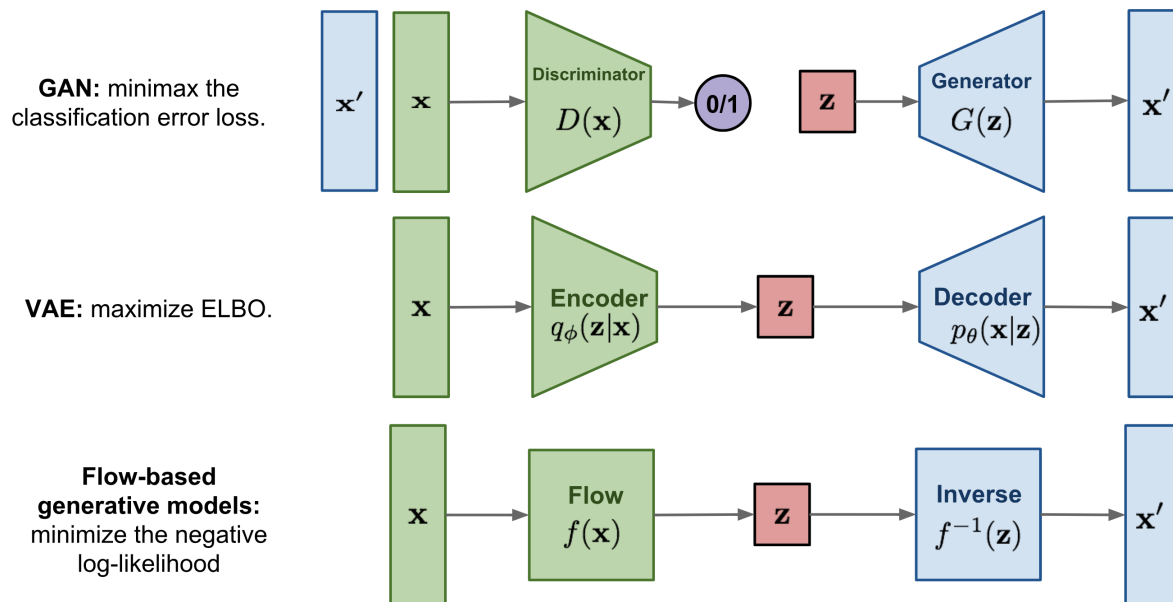 GAN: minimax the
classification error loss.
x′
x
Discriminator
D(x)
0/1
z
Generator
G(z)
x′
VAE: maximize ELBO.
x
Encoder
qϕ(z|x)
z
Decoder
pθ(x|z)
x′
Flow-based
generative models:
minimize the negative
log-likelihood
x
Flow
f(x)
z
Inverse
f⁻¹(z)
x′